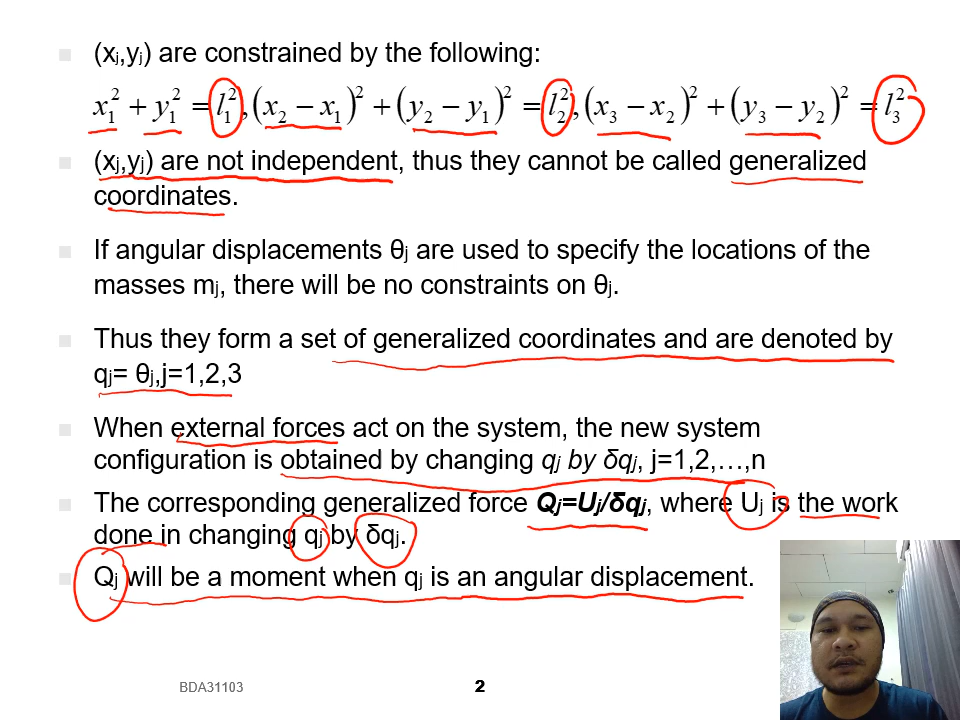 (xj,yj) are constrained by the following:
x₁² + y₁² = l₁², (x₂ − x₁)² + (y₂ − y₁)² = l₂², (x₃ − x₂)² + (y₃ − y₂)² = l₃²
(xj,yj) are not independent, thus they cannot be called generalized
coordinates.
If angular displacements θj are used to specify the locations of the
masses mj, there will be no constraints on θj.
Thus they form a set of generalized coordinates and are denoted by
qj= θj,j=1,2,3
When external forces act on the system, the new system
configuration is obtained by changing qj by δqj, j=1,2,…,n
The corresponding generalized force Qj=Uj/δqj, where Uj is the work
done in changing qj by δqj.
Qj will be a moment when qj is an angular displacement.
BDA31103
2